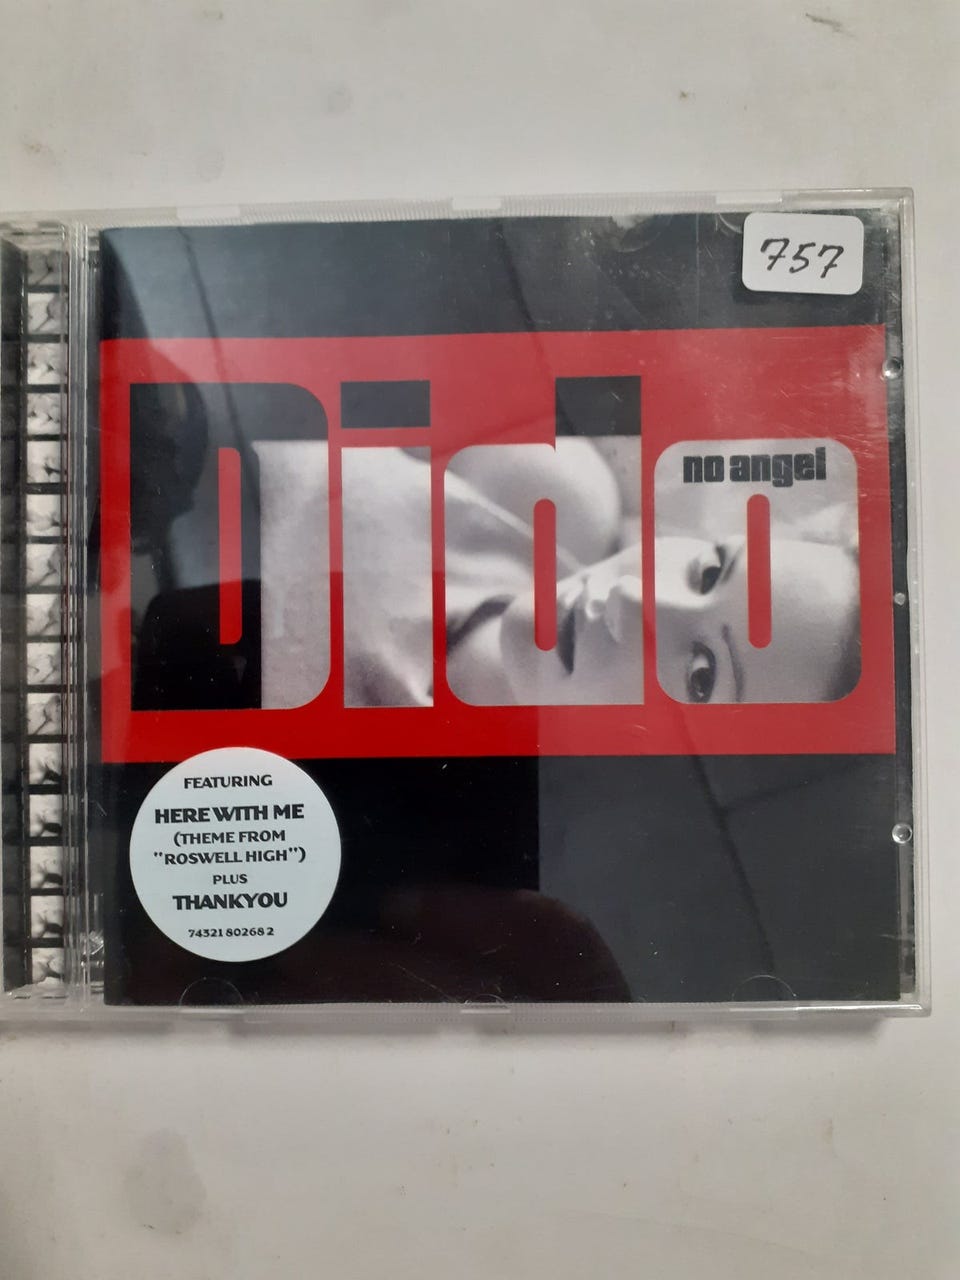 757
Dido
no angel
FEATURING
HERE WITH ME
(THEME FROM
"ROSWELL HIGH")
PLUS
THANKYOU
74321 80268 2